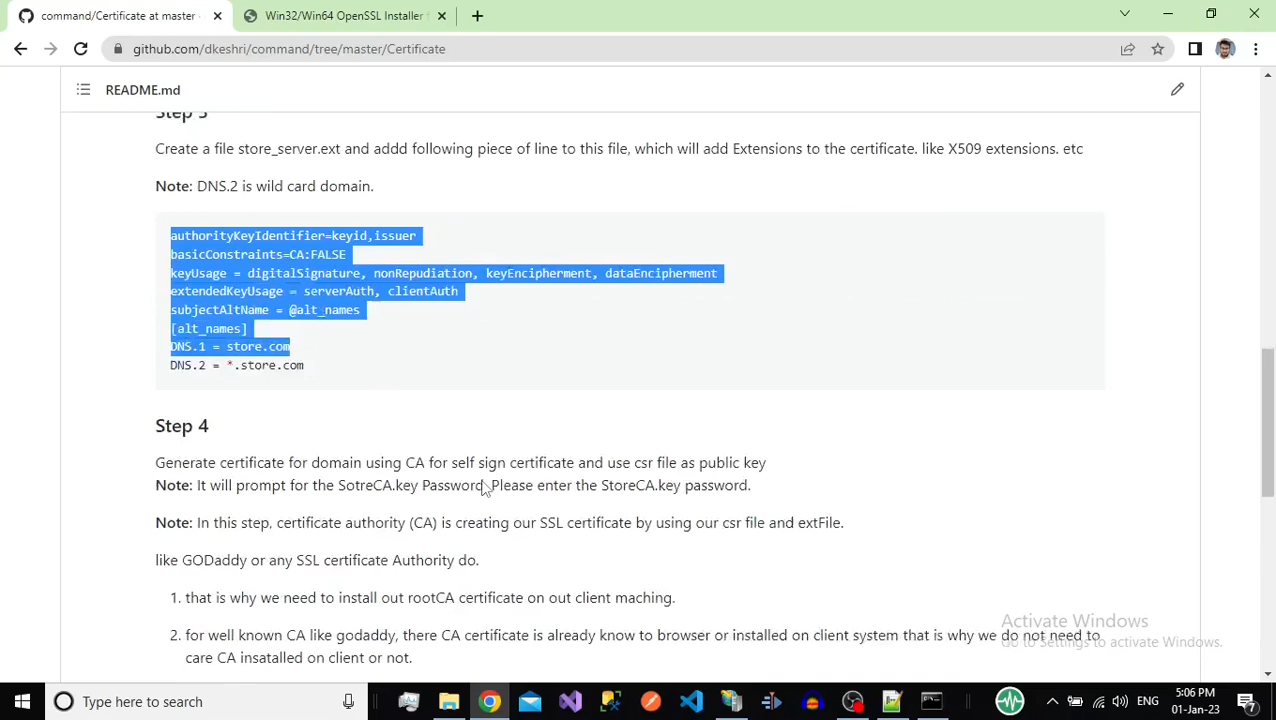 command/Certificate at master
Win32/Win64 OpenSSL Installer f
github.com/dkeshri/command/tree/master/Certificate
README.md
Step 3
Create a file store_server.ext and addd following piece of line to this file, which will add Extensions to the certificate. like X509 extensions. etc
Note: DNS.2 is wild card domain.
authorityKeyIdentifier=keyid,issuer
basicConstraints=CA:FALSE
keyUsage = digitalSignature, nonRepudiation, keyEncipherment, dataEncipherment
extendedKeyUsage = serverAuth, clientAuth
subjectAltName = @alt_names
[alt_names]
DNS.1 = store.com
DNS.2 = *.store.com
Step 4
Generate certificate for domain using CA for self sign certificate and use csr file as public key
Note: It will prompt for the SotreCA.key Password. Please enter the StoreCA.key password.
Note: In this step, certificate authority (CA) is creating our SSL certificate by using our csr file and extFile.
like GODaddy or any SSL certificate Authority do.
1. that is why we need to install out rootCA certificate on out client maching.
2. for well known CA like godaddy, there CA certificate is already know to browser or installed on client system that is why we do not need to
care CA insatalled on client or not.
Activate Windows
Go to Settings to activate Windows.
Type here to search
ENG
5:06 PM
01-Jan-23
7